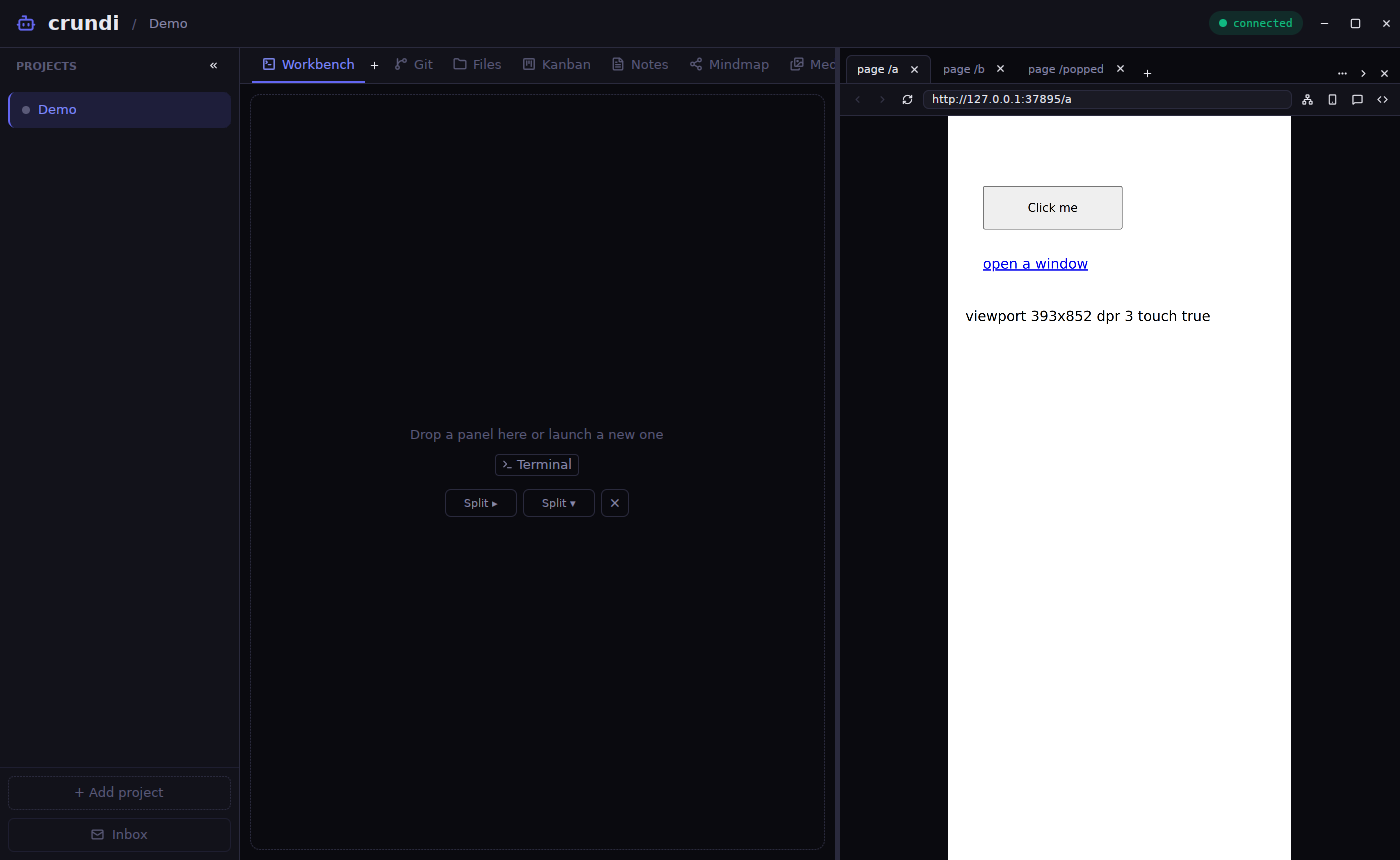 crundi / Demo
connected
PROJECTS «
Demo
+ Add project
Inbox
Workbench + Git Files Kanban Notes Mindmap Med
Drop a panel here or launch a new one
Terminal
Split ▸ Split ▾ ✕
page /a ✕ page /b ✕ page /popped ✕ +
http://127.0.0.1:37895/a
Click me
open a window
viewport 393x852 dpr 3 touch true